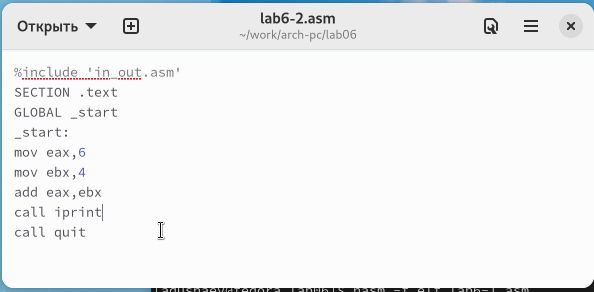 Открыть
lab6-2.asm
~/work/arch-pc/lab06
%include 'in_out.asm'
SECTION .text
GLOBAL _start
_start:
mov eax,6
mov ebx,4
add eax,ebx
call iprint
call quit